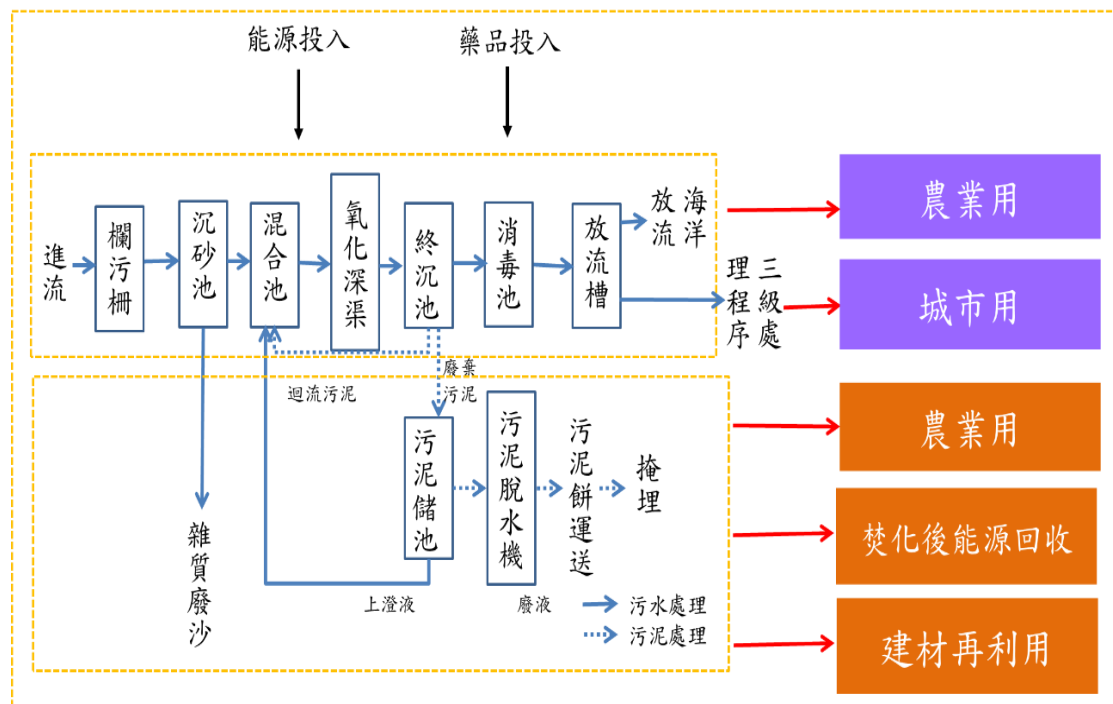 能源投入
藥品投入
進流
欄污柵
沉砂池
混合池
氧化深渠
終沉池
消毒池
放流槽
海洋放流
三級處理程序
農業用
城市用
迴流污泥
廢棄污泥
雜質廢沙
污泥儲池
污泥脫水機
污泥餅運送
掩埋
上澄液
廢液
污水處理
污泥處理
農業用
焚化後能源回收
建材再利用